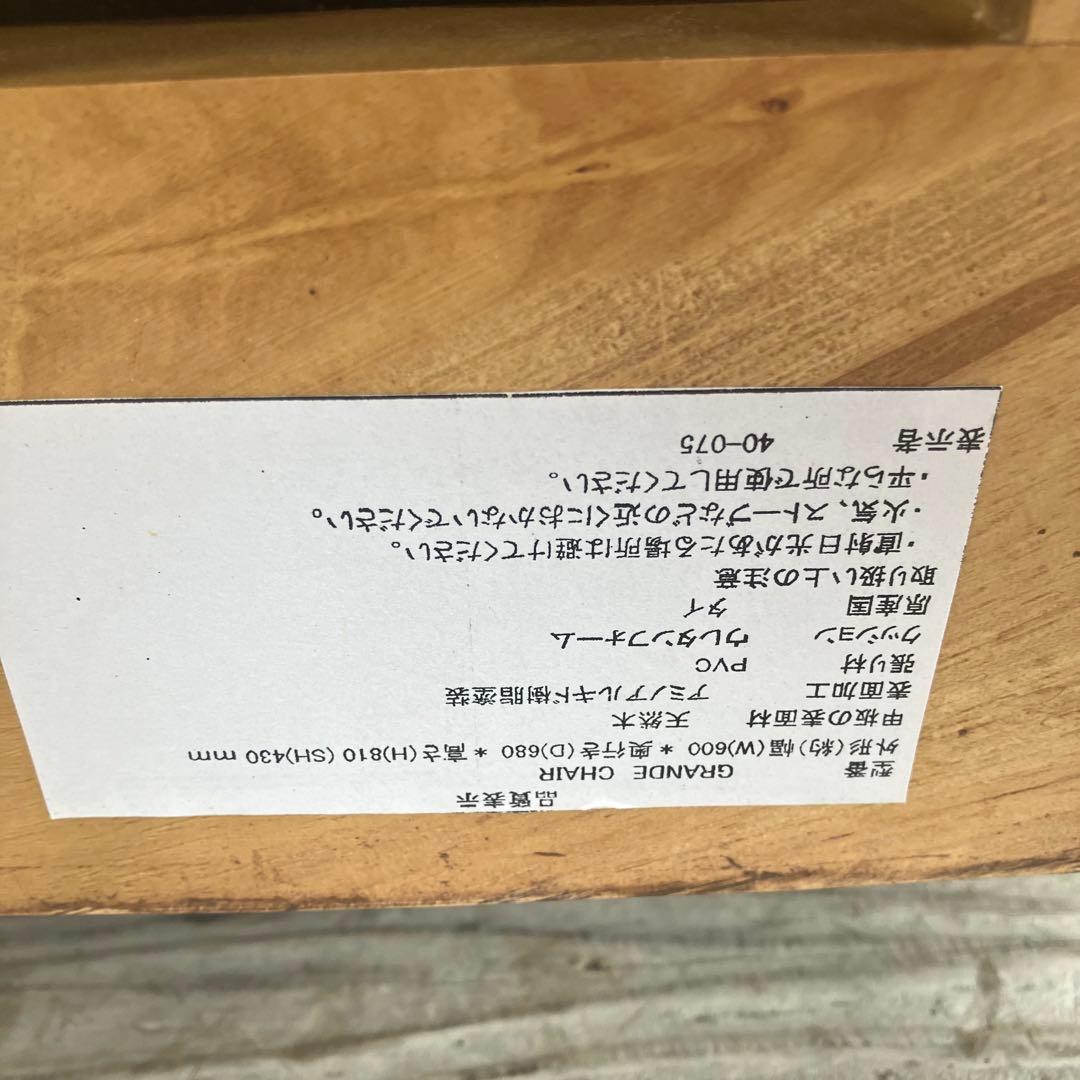 品質表示
型番 GRANDE CHAIR
外形(約)幅(W)600 * 奥行き(D)680 * 高さ(H)810 (SH)430 mm
甲板の表面材 天然木
表面加工 アミノアルキド樹脂塗装
張り材 PVC
クッション ウレタンフォーム
原産国 タイ
取り扱い上の注意
・直射日光があたる場所は避けてください。
・火気、ストーブなどの近くにおかないでください。
・平らな所で使用してください。
表示者 40-075